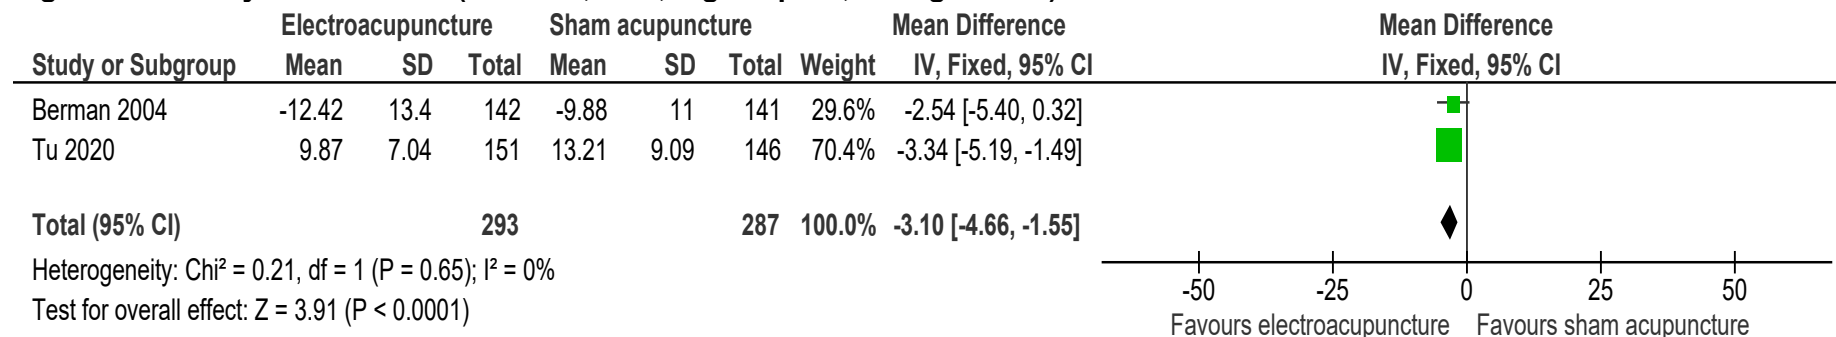 Electroacupuncture Sham acupuncture Mean Difference Mean Difference
Study or Subgroup Mean SD Total Mean SD Total Weight IV, Fixed, 95% CI IV, Fixed, 95% CI
Berman 2004 -12.42 13.4 142 -9.88 11 141 29.6% -2.54 [-5.40, 0.32]
Tu 2020 9.87 7.04 151 13.21 9.09 146 70.4% -3.34 [-5.19, -1.49]
Total (95% CI) 293 287 100.0% -3.10 [-4.66, -1.55]
Heterogeneity: Chi² = 0.21, df = 1 (P = 0.65); I² = 0%
Test for overall effect: Z = 3.91 (P < 0.0001)
-50 -25 0 25 50
Favours electroacupuncture Favours sham acupuncture